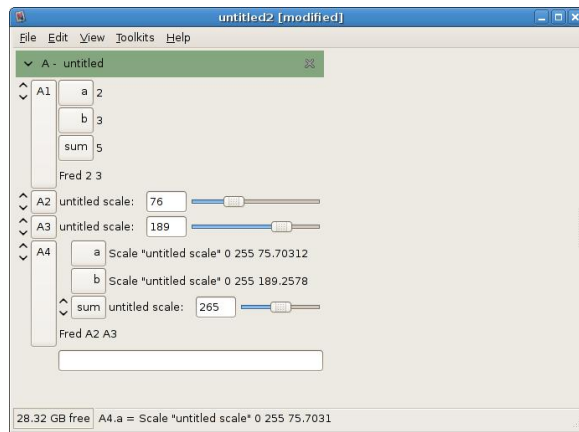 untitled2 [modified]
File Edit View Toolkits Help
A - untitled
A1 a 2
b 3
sum 5
Fred 2 3
A2 untitled scale: 76
A3 untitled scale: 189
A4 a Scale "untitled scale" 0 255 75.70312
b Scale "untitled scale" 0 255 189.2578
sum untitled scale: 265
Fred A2 A3
28.32 GB free A4.a = Scale "untitled scale" 0 255 75.7031